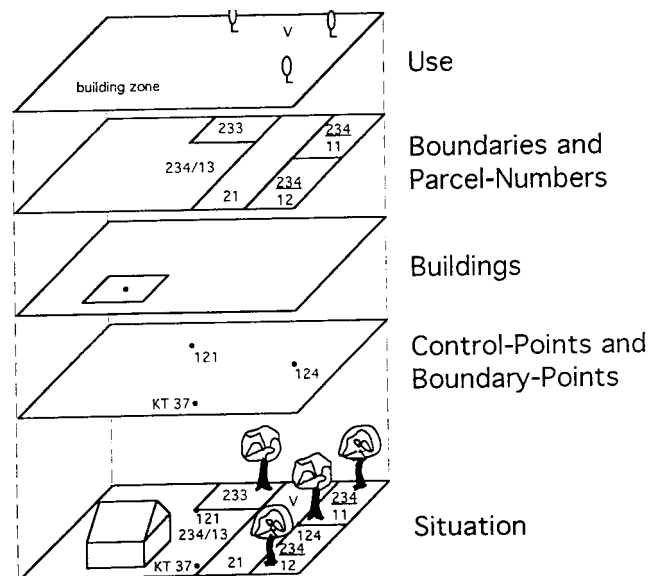 V
building zone
Use
233
234
11
234/13
234
21
12
Boundaries and
Parcel-Numbers
Buildings
121
124
KT 37
Control-Points and
Boundary-Points
233
V
234
11
121
234/13
124
234
KT 37
21
12
Situation